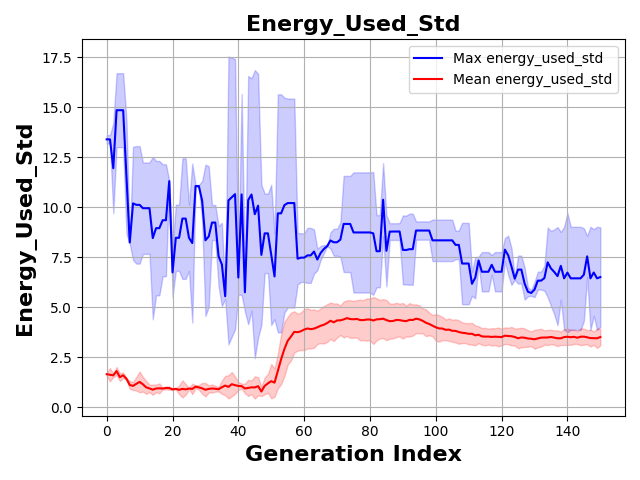 Energy_Used_Std
Max energy_used_std
Mean energy_used_std
Energy_Used_Std
17.5
15.0
12.5
10.0
7.5
5.0
2.5
0.0
0 20 40 60 80 100 120 140
Generation Index